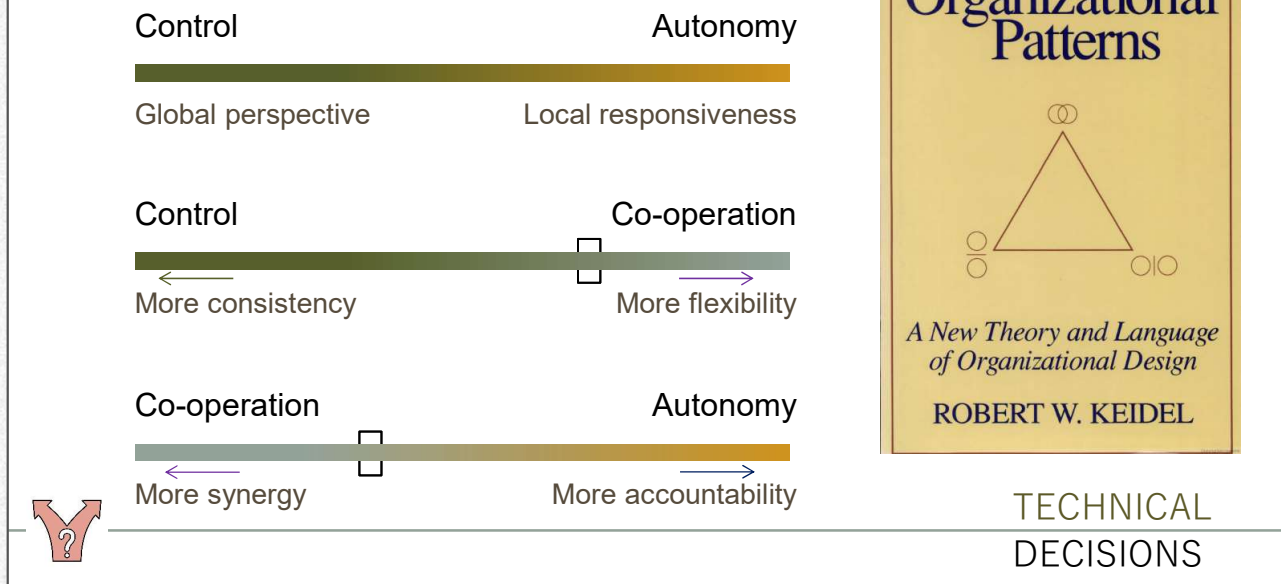 Control Autonomy
Global perspective Local responsiveness
Control Co-operation
More consistency More flexibility
Co-operation Autonomy
More synergy More accountability
?
Organizational
Patterns
A New Theory and Language
of Organizational Design
ROBERT W. KEIDEL
TECHNICAL
DECISIONS